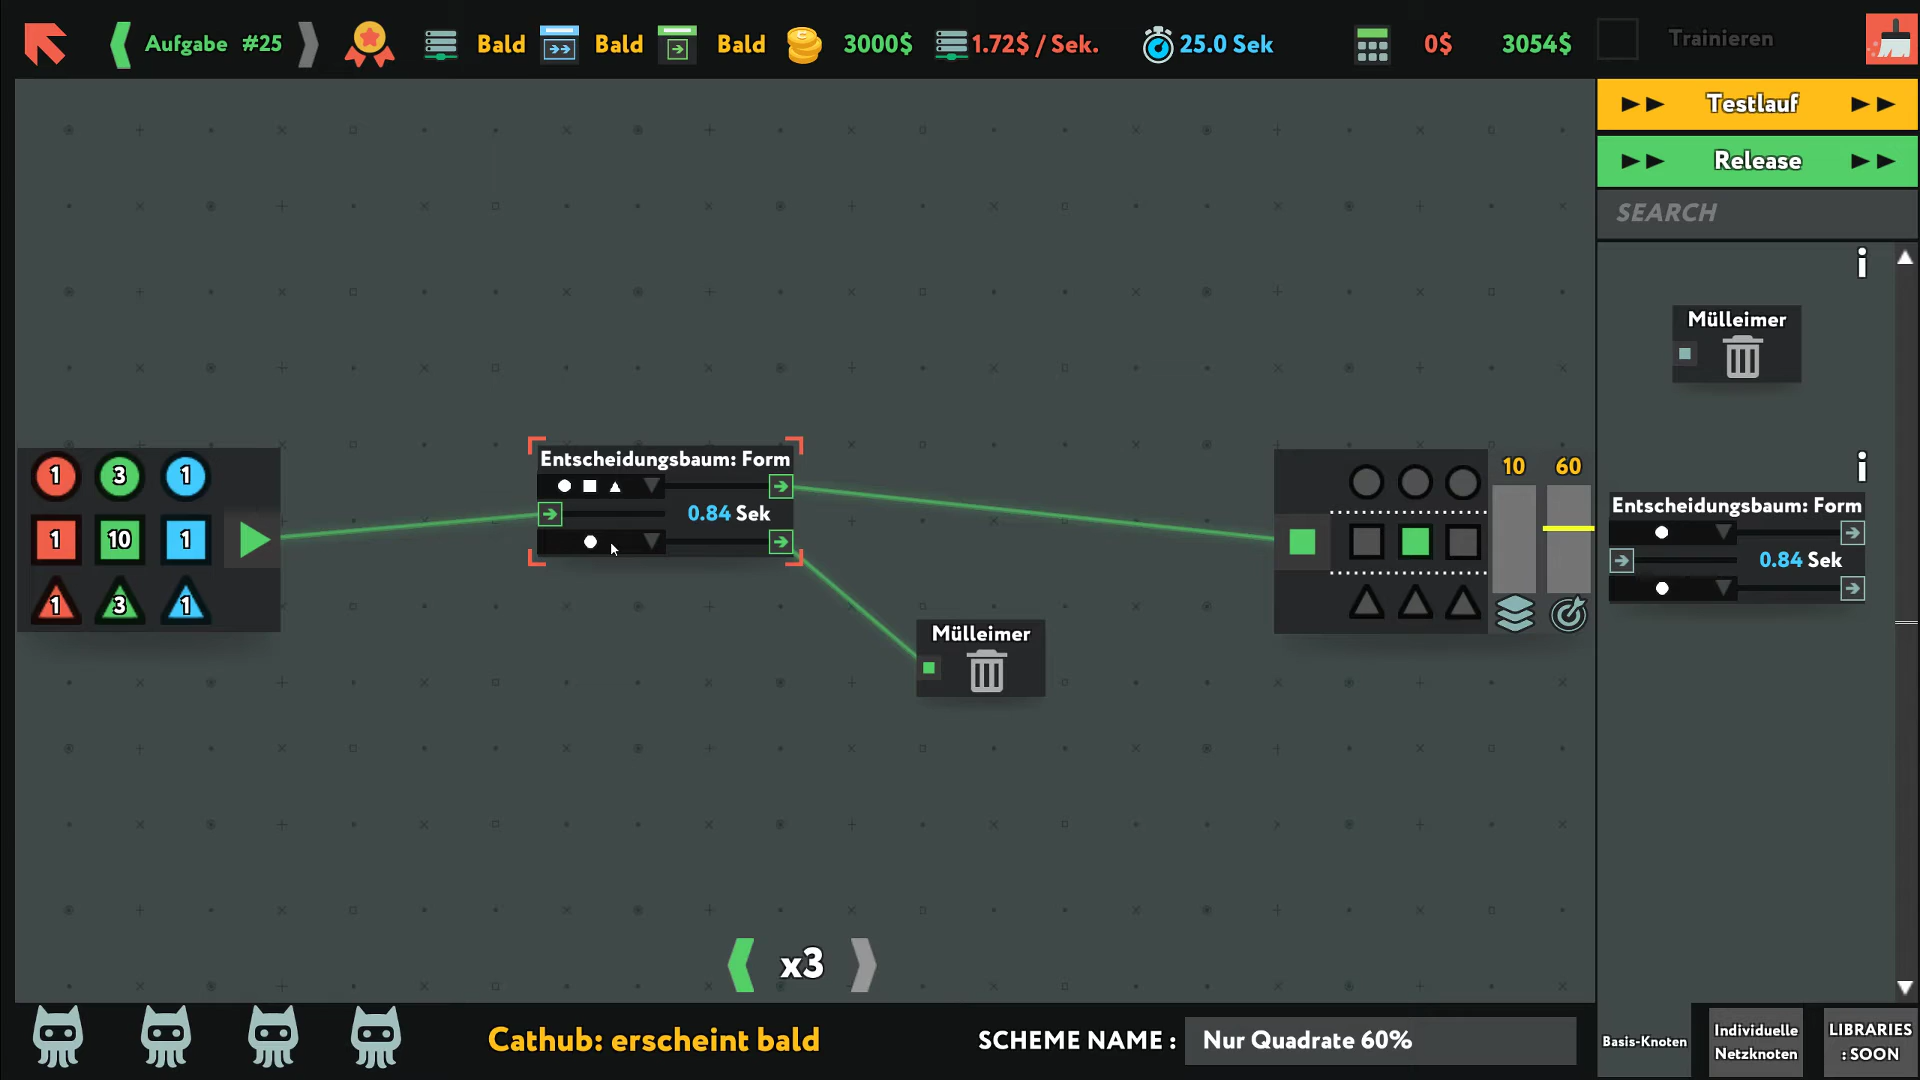 Aufgabe #25
Bald
Bald
Bald
3000$
1.72$ / Sek.
25.0 Sek
0$
3054$
Trainieren
Testlauf
Release
SEARCH
Mülleimer
Entscheidungsbaum: Form
0.84 Sek
1 3 1
1 10 1
1 3 1
Entscheidungsbaum: Form
0.84 Sek
Mülleimer
10 60
x3
Cathub: erscheint bald
SCHEME NAME :
Nur Quadrate 60%
Basis-Knoten
Individuelle
Netzknoten
LIBRARIES
: SOON